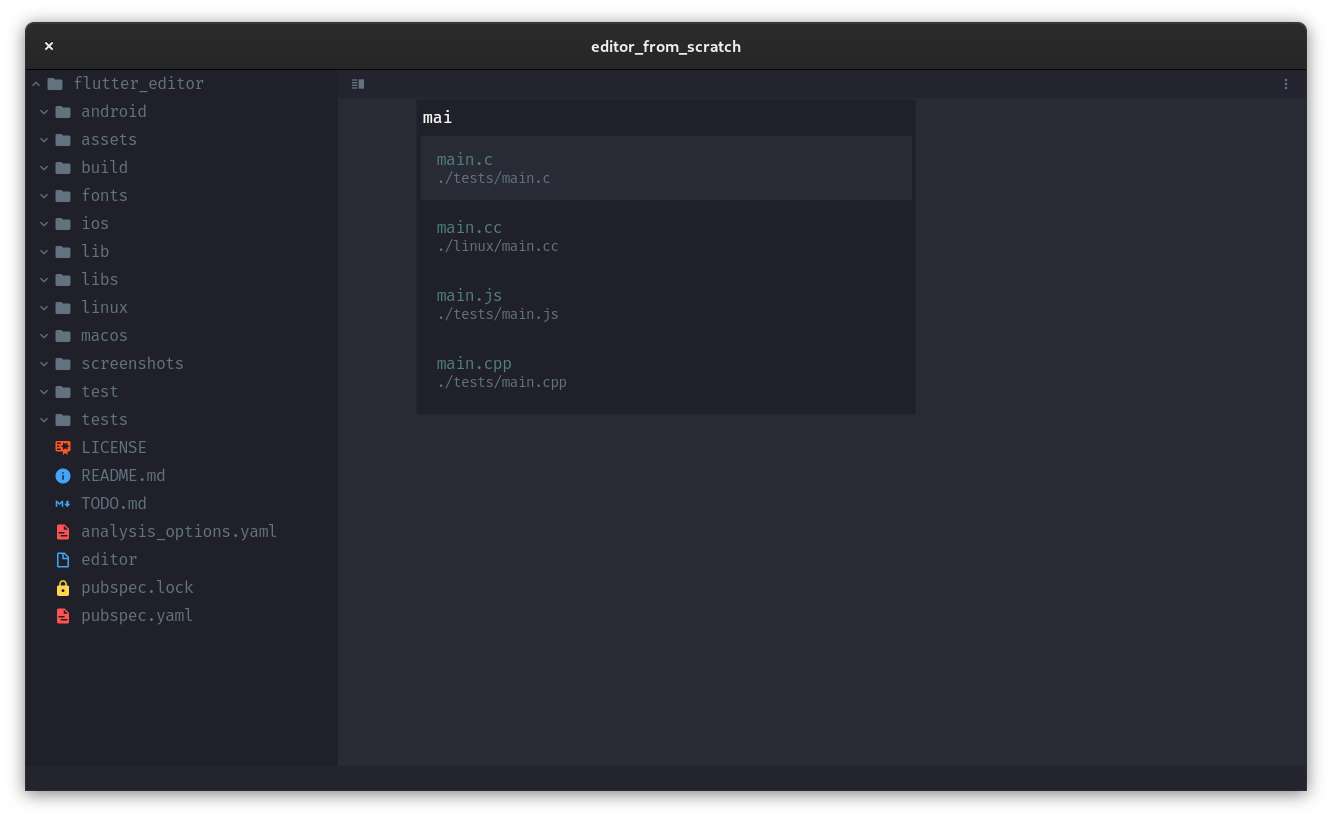 editor_from_scratch
flutter_editor
android
assets
build
fonts
ios
lib
libs
linux
macos
screenshots
test
tests
LICENSE
README.md
TODO.md
analysis_options.yaml
editor
pubspec.lock
pubspec.yaml
mai
main.c
./tests/main.c
main.cc
./linux/main.cc
main.js
./tests/main.js
main.cpp
./tests/main.cpp